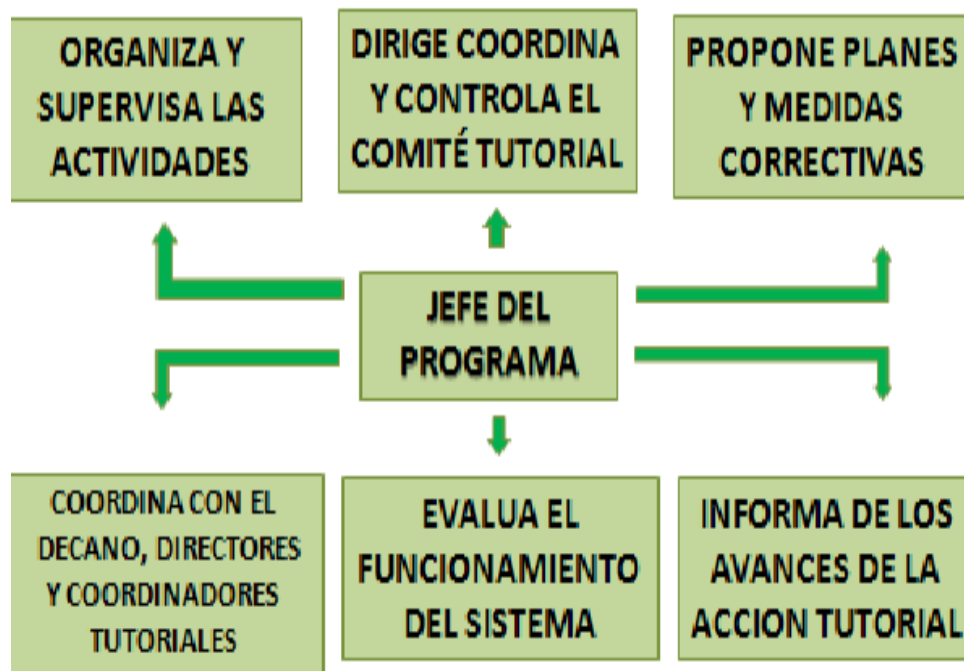 ORGANIZA Y
SUPERVISA LAS
ACTIVIDADES
DIRIGE COORDINA
Y CONTROLA EL
COMITÉ TUTORIAL
PROPONE PLANES
Y MEDIDAS
CORRECTIVAS
JEFE DEL
PROGRAMA
COORDINA CON EL
DECANO, DIRECTORES
Y COORDINADORES
TUTORIALES
EVALUA EL
FUNCIONAMIENTO
DEL SISTEMA
INFORMA DE LOS
AVANCES DE LA
ACCION TUTORIAL